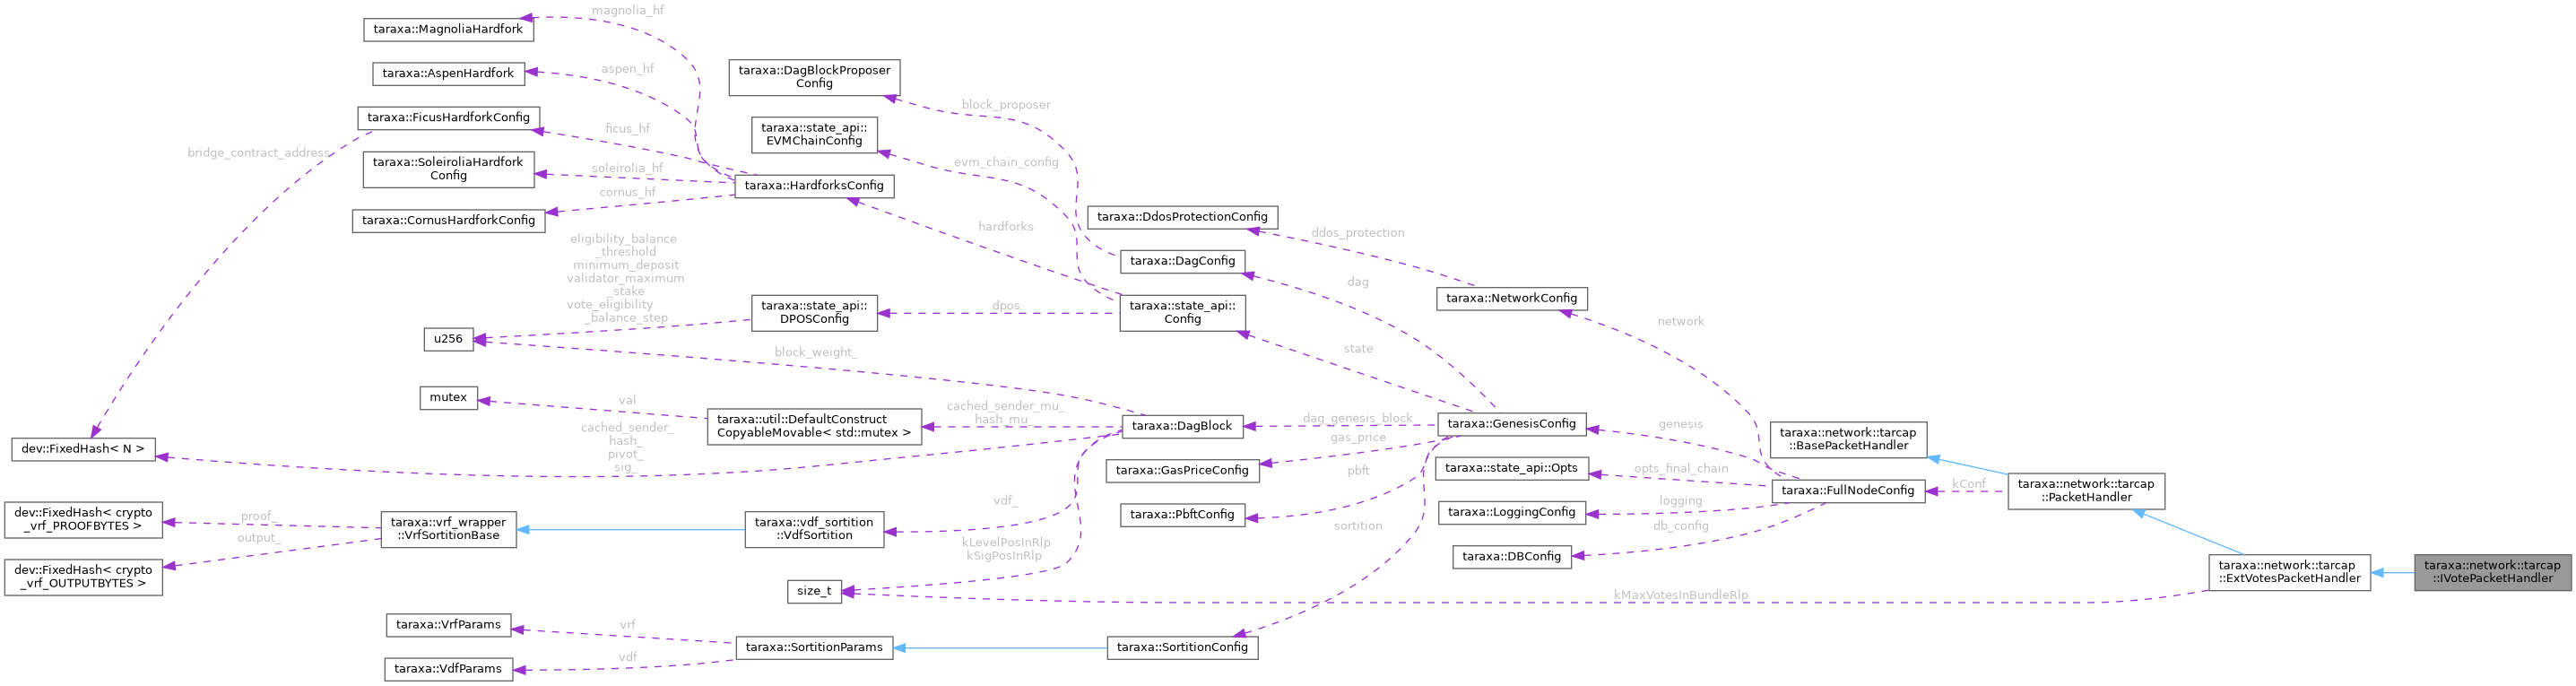 magnolia_hf
taraxa::MagnoliaHardfork
aspen_hf
taraxa::AspenHardfork
taraxa::DagBlockProposer
Config
block_proposer
taraxa::FicusHardforkConfig
ficus_hf
taraxa::state_api::
EVMChainConfig
bridge_contract_address
taraxa::SoleiroliaHardfork
Config
soleirolia_hf
evm_chain_config
taraxa::HardforksConfig
cornus_hf
taraxa::CornusHardforkConfig
hardforks
taraxa::DdosProtectionConfig
ddos_protection
eligibility_balance
_threshold
minimum_deposit
validator_maximum
_stake
vote_eligibility
_balance_step
taraxa::DagConfig
dag
taraxa::state_api::
DPOSConfig
dpos
taraxa::state_api::
Config
taraxa::NetworkConfig
network
u256
block_weight_
state
mutex
val
taraxa::util::DefaultConstruct
CopyableMovable< std::mutex >
cached_sender_mu_
hash_mu_
taraxa::DagBlock
dag_genesis_block
taraxa::GenesisConfig
genesis
cached_sender_
hash_
pivot_
sig_
dev::FixedHash< N >
gas_price
taraxa::GasPriceConfig
taraxa::state_api::Opts
opts_final_chain
taraxa::network::tarcap
::BasePacketHandler
pbft
taraxa::PbftConfig
taraxa::LoggingConfig
logging
taraxa::FullNodeConfig
kConf
taraxa::network::tarcap
::PacketHandler
dev::FixedHash< crypto
_vrf_PROOFBYTES >
proof_
taraxa::vrf_wrapper
::VrfSortitionBase
taraxa::vdf_sortition
::VdfSortition
vdf_
sortition
db_config
taraxa::DBConfig
output_
dev::FixedHash< crypto
_vrf_OUTPUTBYTES >
kLevelPosInRlp
kSigPosInRlp
size_t
kMaxVotesInBundleRlp
taraxa::network::tarcap
::ExtVotesPacketHandler
taraxa::network::tarcap
::IVotePacketHandler
taraxa::VrfParams
vrf
taraxa::SortitionParams
taraxa::SortitionConfig
vdf
taraxa::VdfParams